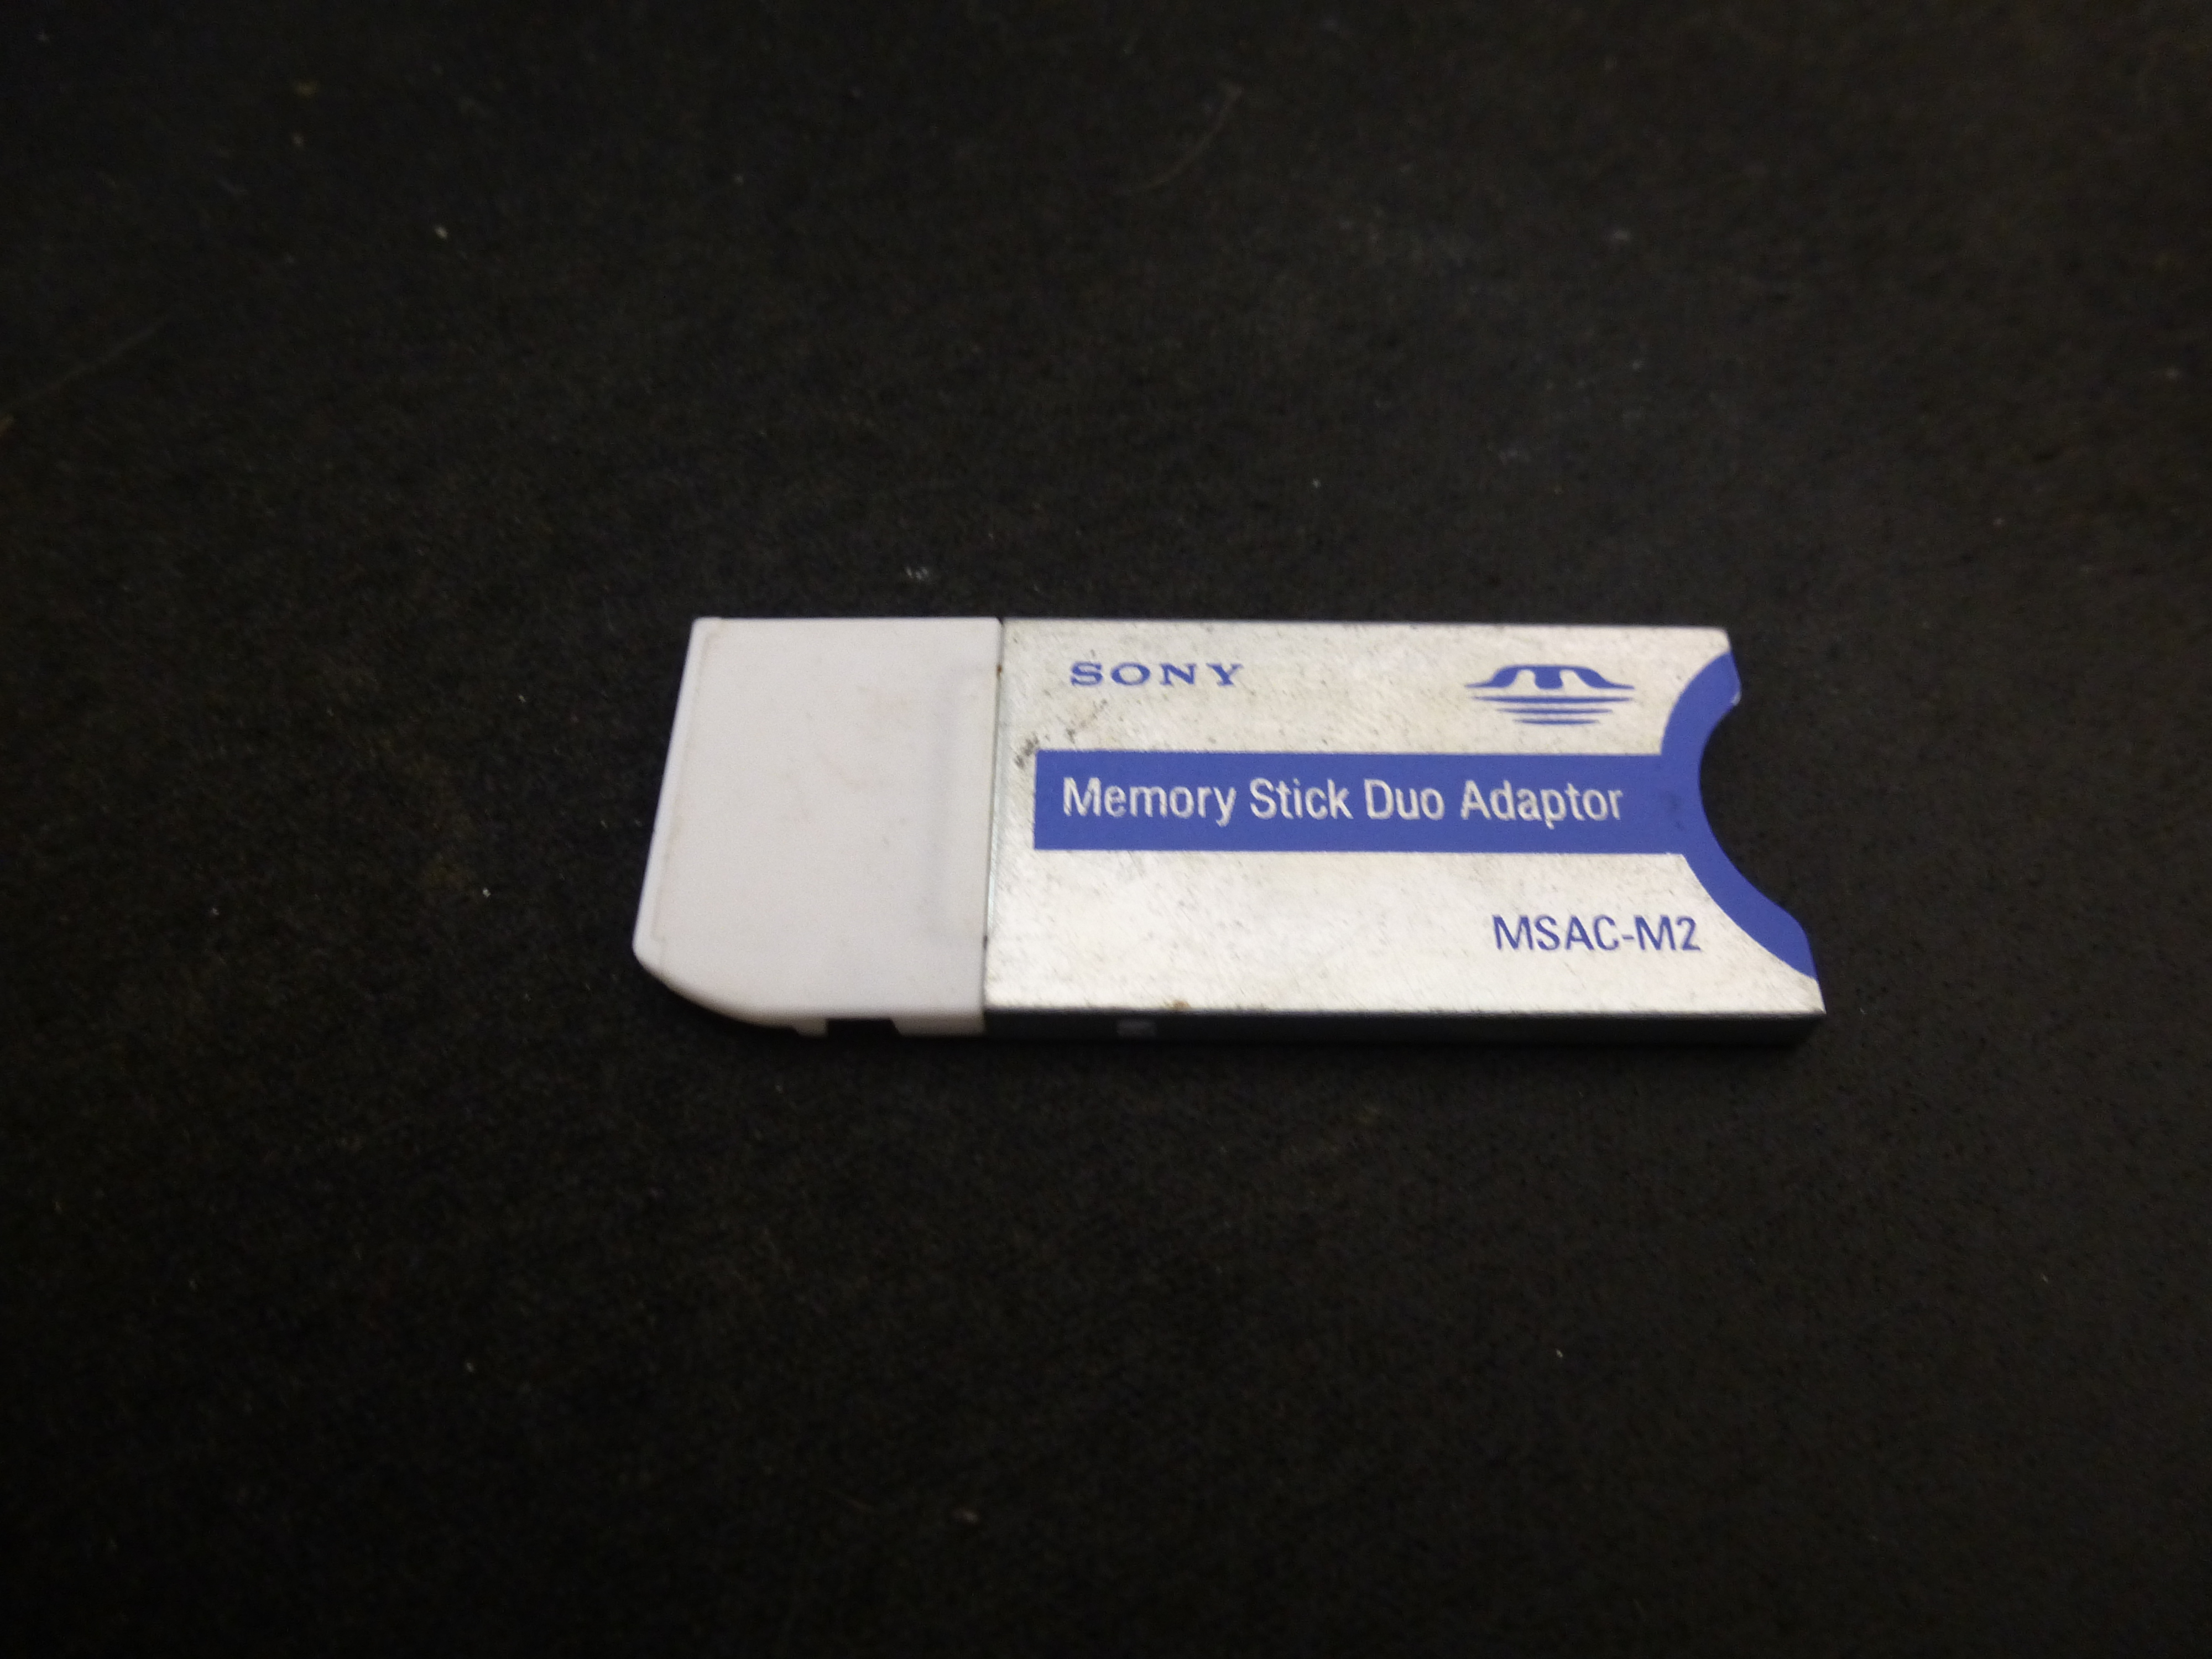 SONY
Memory Stick Duo Adaptor
MSAC-M2